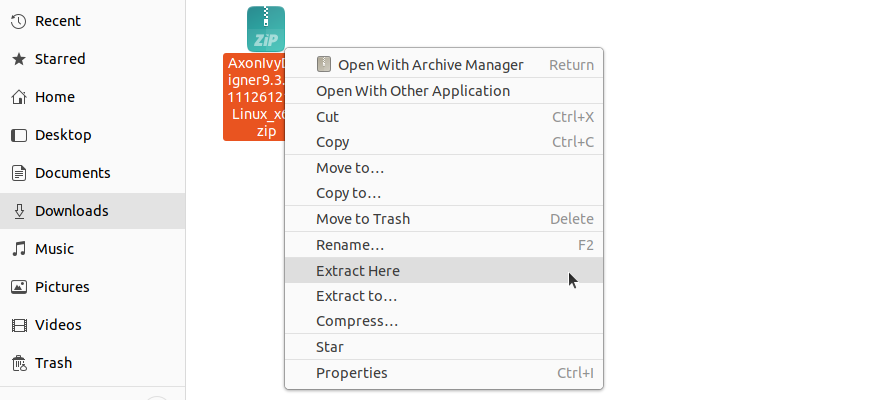 Recent
Starred
Home
Desktop
Documents
Downloads
Music
Pictures
Videos
Trash
ZiP
AxonIvyD
igner9.3.
1112612
Linux_x6
zip
Open With Archive Manager Return
Open With Other Application
Cut Ctrl+X
Copy Ctrl+C
Move to…
Copy to…
Move to Trash Delete
Rename… F2
Extract Here
Extract to…
Compress…
Star
Properties Ctrl+I